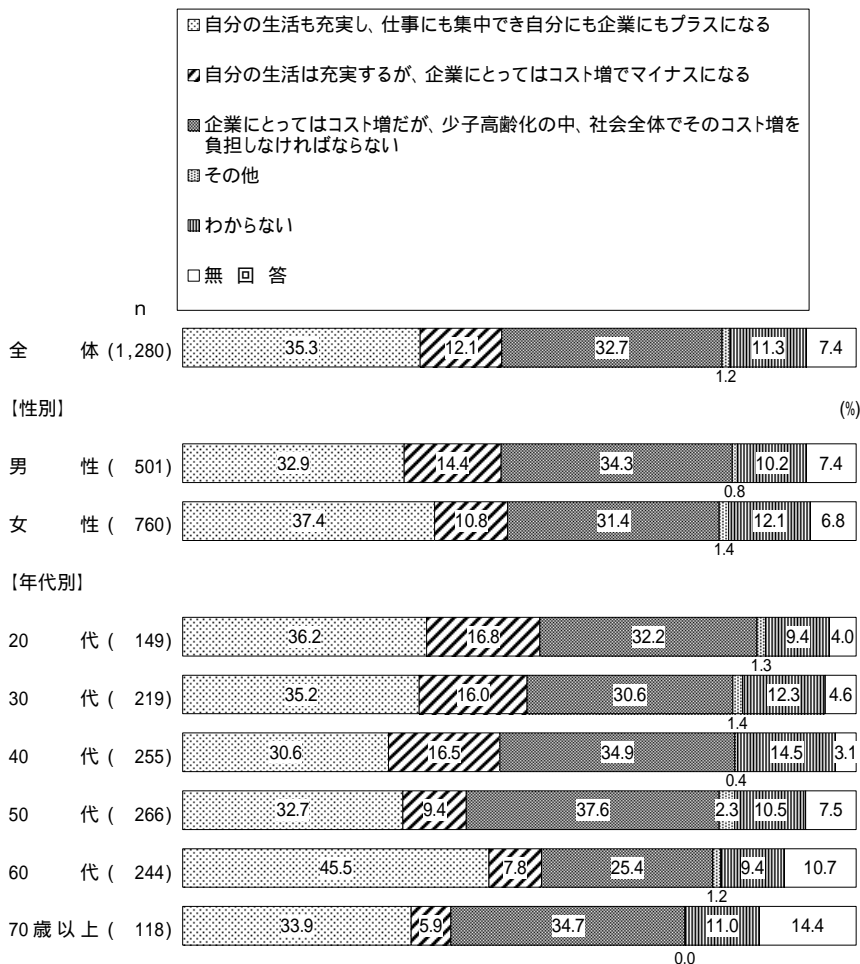 自分の生活も充実し、仕事にも集中でき自分にも企業にもプラスになる
自分の生活は充実するが、企業にとってはコスト増でマイナスになる
企業にとってはコスト増だが、少子高齢化の中、社会全体でそのコスト増を
負担しなければならない
その他
わからない
無 回 答
n
全 体 (1,280) 35.3 12.1 32.7 11.3 7.4
1.2
【性別】 (%)
男 性 ( 501) 32.9 14.4 34.3 10.2 7.4
0.8
女 性 ( 760) 37.4 10.8 31.4 12.1 6.8
1.4
【年代別】
20 代 ( 149) 36.2 16.8 32.2 9.4 4.0
1.3
30 代 ( 219) 35.2 16.0 30.6 12.3 4.6
1.4
40 代 ( 255) 30.6 16.5 34.9 14.5 3.1
0.4
50 代 ( 266) 32.7 9.4 37.6 2.3 10.5 7.5
60 代 ( 244) 45.5 7.8 25.4 9.4 10.7
1.2
70歳以上 ( 118) 33.9 5.9 34.7 11.0 14.4
0.0